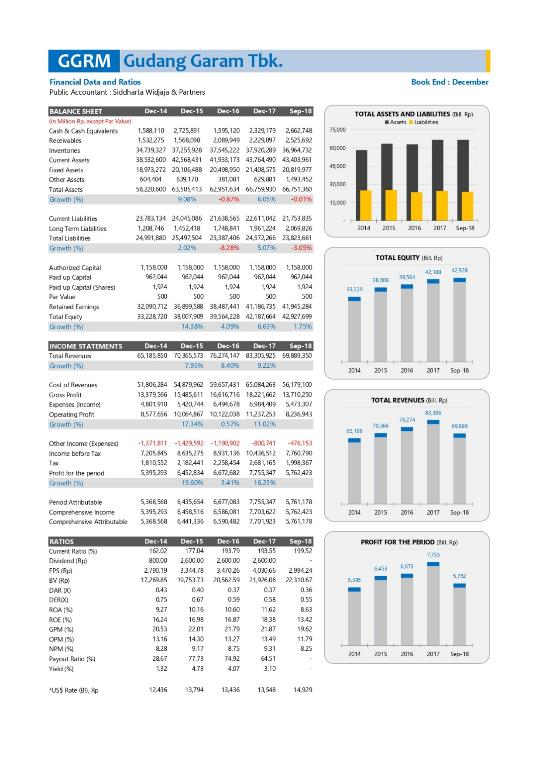 GGRM Gudang Garam Tbk.
Financial Data and Ratios Book End : December
Public Accountant : Siddharta Widjaja & Partners
BALANCE SHEET Dec-14 Dec-15 Dec-16 Dec-17 Sep-18
(in Million Rp, except Par Value)
Cash & Cash Equivalents 1,588,110 2,725,891 1,595,120 2,329,179 2,662,748
Receivables 1,532,275 1,568,098 2,089,949 2,229,097 2,525,692
Inventories 34,739,327 37,255,928 37,545,222 37,920,289 36,964,732
Current Assets 38,532,600 42,568,431 41,933,173 43,764,490 43,403,961
Fixed Assets 18,973,272 20,106,488 20,498,950 21,408,575 20,819,977
Other Assets 604,404 639,170 381,081 629,881 1,493,452
Total Assets 58,220,600 63,505,413 62,951,634 66,759,930 66,751,360
Growth (%) 9.08% -0.87% 6.05% -0.01%
Current Liabilities 23,783,134 24,045,086 21,638,565 22,611,042 21,753,835
Long Term Liabilities 1,208,746 1,452,418 1,748,841 1,961,224 2,069,826
Total Liabilities 24,991,880 25,497,504 23,387,406 24,572,266 23,823,661
Growth (%) 2.02% -8.28% 5.07% -3.05%
Authorized Capital 1,158,000 1,158,000 1,158,000 1,158,000 1,158,000
Paid up Capital 962,044 962,044 962,044 962,044 962,044
Paid up Capital (Shares) 1,924 1,924 1,924 1,924 1,924
Par Value 500 500 500 500 500
Retained Earnings 32,090,712 36,899,588 38,487,441 41,186,735 41,945,284
Total Equity 33,228,720 38,007,909 39,564,228 42,187,664 42,927,699
Growth (%) 14.38% 4.09% 6.63% 1.75%
INCOME STATEMENTS Dec-14 Dec-15 Dec-16 Dec-17 Sep-18
Total Revenues 65,185,850 70,365,573 76,274,147 83,305,925 69,889,350
Growth (%) 7.95% 8.40% 9.22%
Cost of Revenues 51,806,284 54,879,962 59,657,431 65,084,263 56,179,100
Gross Profit 13,379,566 15,485,611 16,616,716 18,221,662 13,710,250
Expenses (Income) 4,801,910 5,420,744 6,494,678 6,984,409 5,473,307
Operating Profit 8,577,656 10,064,867 10,122,038 11,237,253 8,236,943
Growth (%) 17.34% 0.57% 11.02%
Other Income (Expenses) -1,371,811 -1,429,592 -1,190,902 -800,741 -476,153
Income before Tax 7,205,845 8,635,275 8,931,136 10,436,512 7,760,790
Tax 1,810,552 2,182,441 2,258,454 2,681,165 1,998,367
Profit for the period 5,395,293 6,452,834 6,672,682 7,755,347 5,762,423
Growth (%) 19.60% 3.41% 16.23%
Period Attributable 5,368,568 6,435,654 6,677,083 7,755,347 5,761,178
Comprehensive Income 5,395,293 6,458,516 6,586,081 7,703,622 5,762,423
Comprehensive Attributable 5,368,568 6,441,336 6,590,482 7,701,923 5,761,178
RATIOS Dec-14 Dec-15 Dec-16 Dec-17 Sep-18
Current Ratio (%) 162.02 177.04 193.79 193.55 199.52
Dividend (Rp) 800.00 2,600.00 2,600.00 2,600.00 -
EPS (Rp) 2,790.19 3,344.78 3,470.26 4,030.66 2,994.24
BV (Rp) 17,269.85 19,753.73 20,562.59 21,926.06 22,310.67
DAR (X) 0.43 0.40 0.37 0.37 0.36
DER(X) 0.75 0.67 0.59 0.58 0.55
ROA (%) 9.27 10.16 10.60 11.62 8.63
ROE (%) 16.24 16.98 16.87 18.38 13.42
GPM (%) 20.53 22.01 21.79 21.87 19.62
OPM (%) 13.16 14.30 13.27 13.49 11.79
NPM (%) 8.28 9.17 8.75 9.31 8.25
Payout Ratio (%) 28.67 77.73 74.92 64.51 -
Yield (%) 1.32 4.73 4.07 3.10 -
*US$ Rate (BI), Rp 12,436 13,794 13,436 13,548 14,929
TOTAL ASSETS AND LIABILITIES (Bill. Rp)
Assets Liabilities
75,000
60,000
45,000
30,000
15,000
-
2014 2015 2016 2017 Sep-18
TOTAL EQUITY (Bill. Rp)
33,229 38,008 39,564 42,188 42,928
2014 2015 2016 2017 Sep-18
TOTAL REVENUES (Bill. Rp)
65,186 70,366 76,274 83,306 69,889
2014 2015 2016 2017 Sep-18
PROFIT FOR THE PERIOD (Bill. Rp)
5,395 6,453 6,673 7,755 5,762
2014 2015 2016 2017 Sep-18